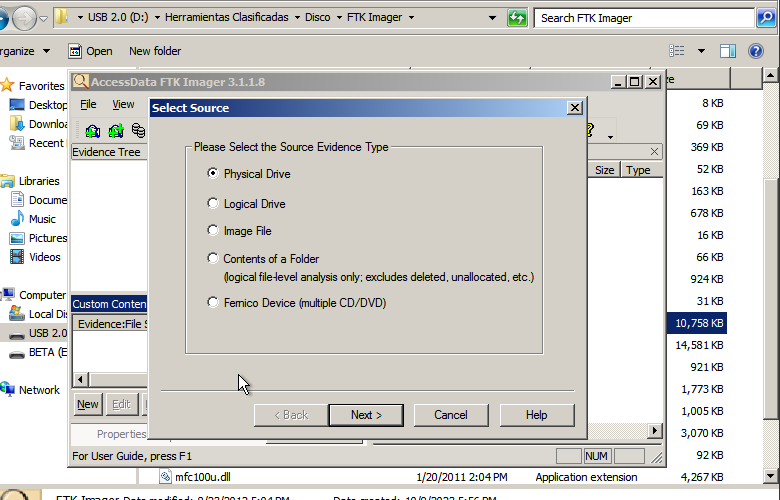 USB 2.0 (D:) Herramientas Clasificadas Disco FTK Imager Search FTK Imager
rganize Open New folder
Favorites
Desktop
Downloa
Recent
Libraries
Docume
Music
Pictures
Videos
Computer
Local Dis
USB 2.0
BETA (E
Network
AccessData FTK Imager 3.1.1.8
File View
Evidence Tree
Size Type
Custom Conten
Evidence:File S
New Edit
Properties
For User Guide, press F1 NUM
Select Source
Please Select the Source Evidence Type
Physical Drive
Logical Drive
Image File
Contents of a Folder
(logical file-level analysis only; excludes deleted, unallocated, etc.)
Fernico Device (multiple CD/DVD)
< Back Next > Cancel Help
ze
8 KB
69 KB
369 KB
52 KB
163 KB
678 KB
16 KB
66 KB
924 KB
31 KB
10,758 KB
14,581 KB
921 KB
1,773 KB
1,005 KB
3,070 KB
92 KB
mfc100u.dll 1/20/2011 2:04 PM Application extension 4,267 KB
FTK Imager Date modified: Date created: